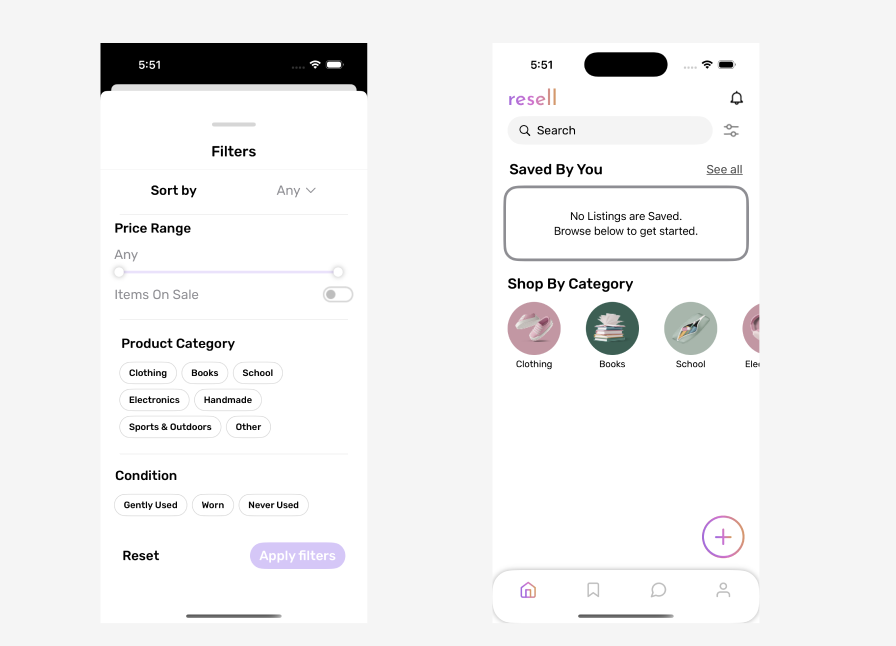 5:51
Filters
Sort by Any
Price Range
Any
Items On Sale
Product Category
Clothing Books School
Electronics Handmade
Sports & Outdoors Other
Condition
Gently Used Worn Never Used
Reset Apply filters
5:51
resell
Search
Saved By You See all
No Listings are Saved.
Browse below to get started.
Shop By Category
Clothing Books School Elec